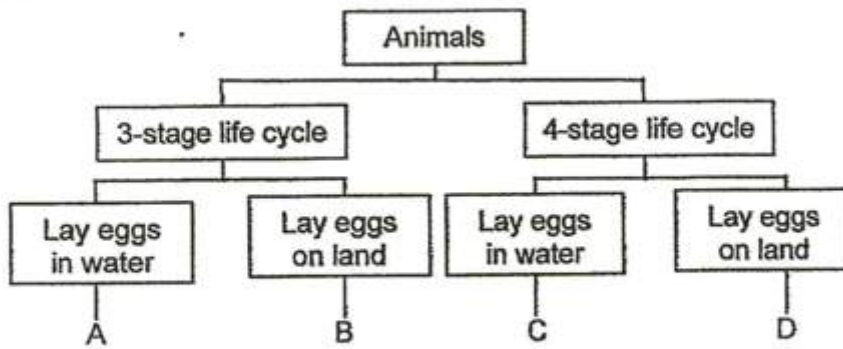 Animals
3-stage life cycle
4-stage life cycle
Lay eggs
in water
Lay eggs
on land
Lay eggs
in water
Lay eggs
on land
A
B
C
D